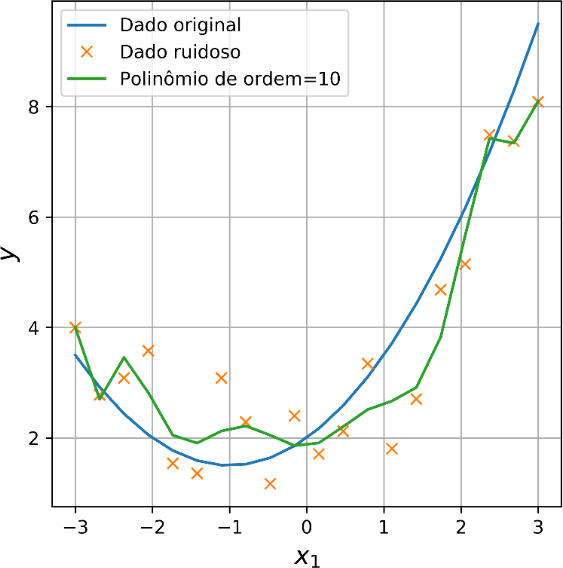 Dado original
Dado ruidoso
Polinômio de ordem=10
8
6
4
2
y
−3 −2 −1 0 1 2 3
x₁